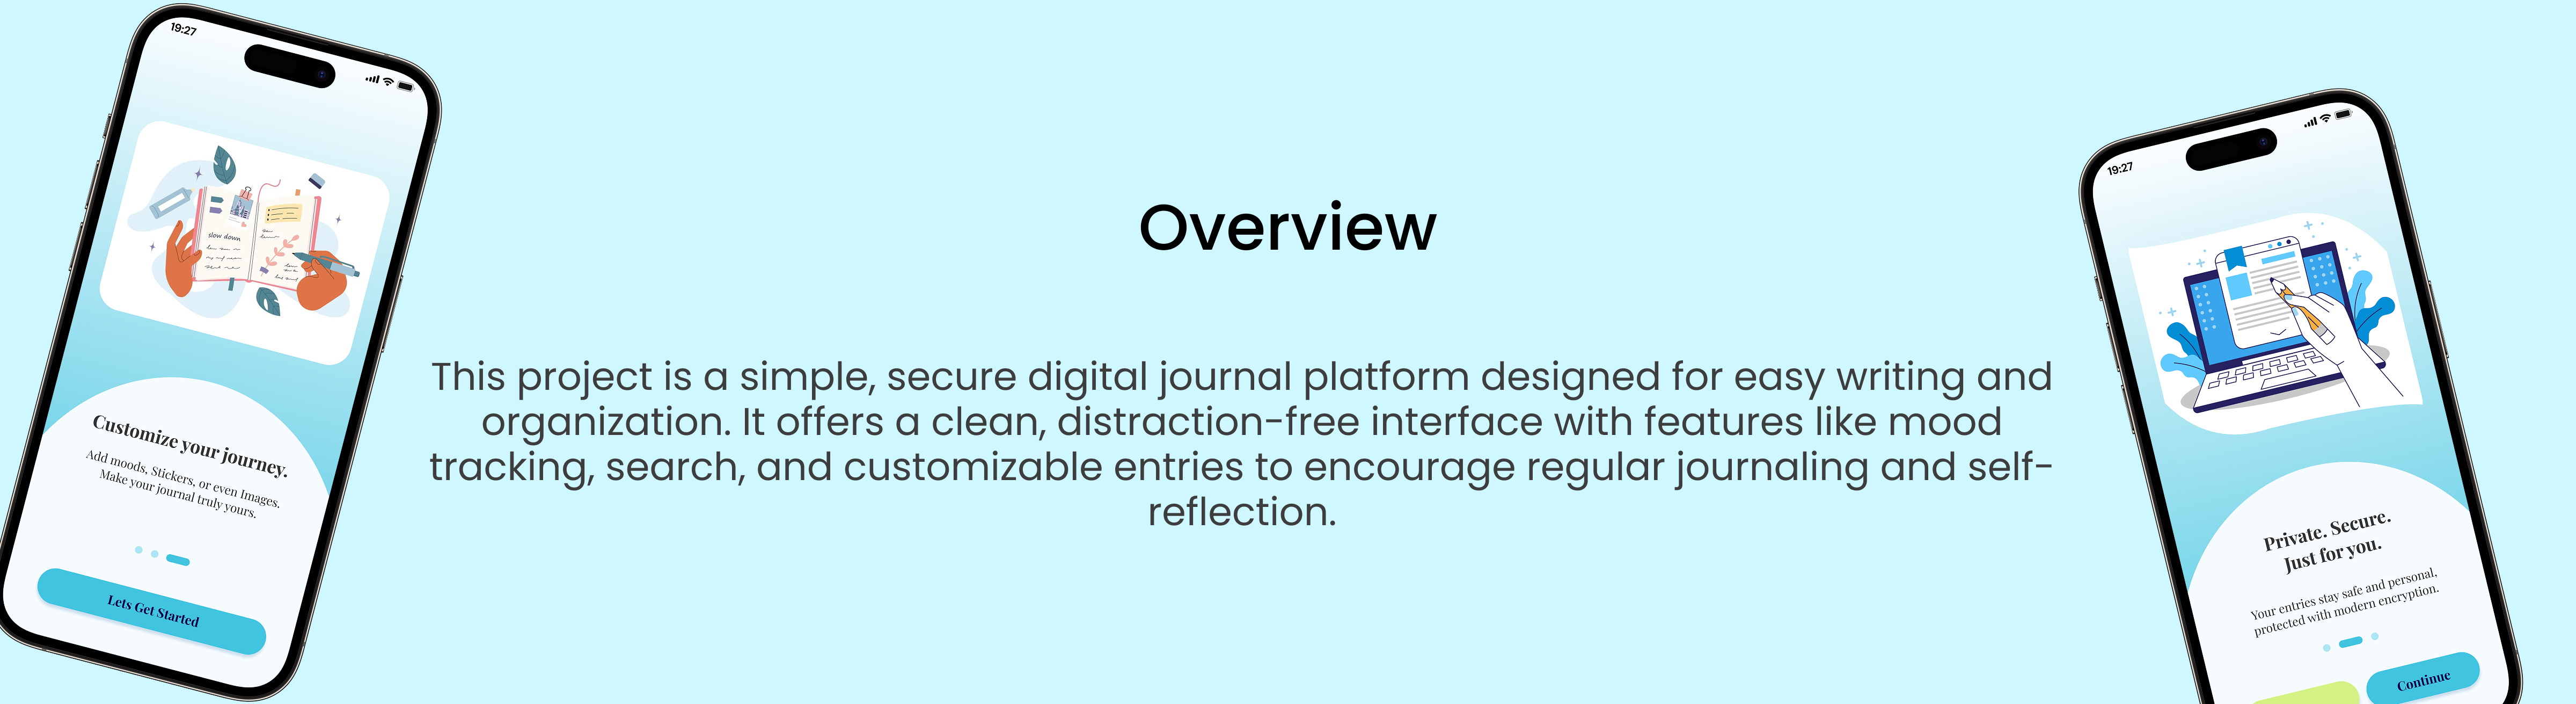 19:27
Customize your journey.
Add moods, Stickers, or even Images.
Make your journal truly yours.
Lets Get Started
slow down
Overview
This project is a simple, secure digital journal platform designed for easy writing and
organization. It offers a clean, distraction-free interface with features like mood
tracking, search, and customizable entries to encourage regular journaling and self-
reflection.
19:27
Private. Secure.
Just for you.
Your entries stay safe and personal,
protected with modern encryption.
Continue